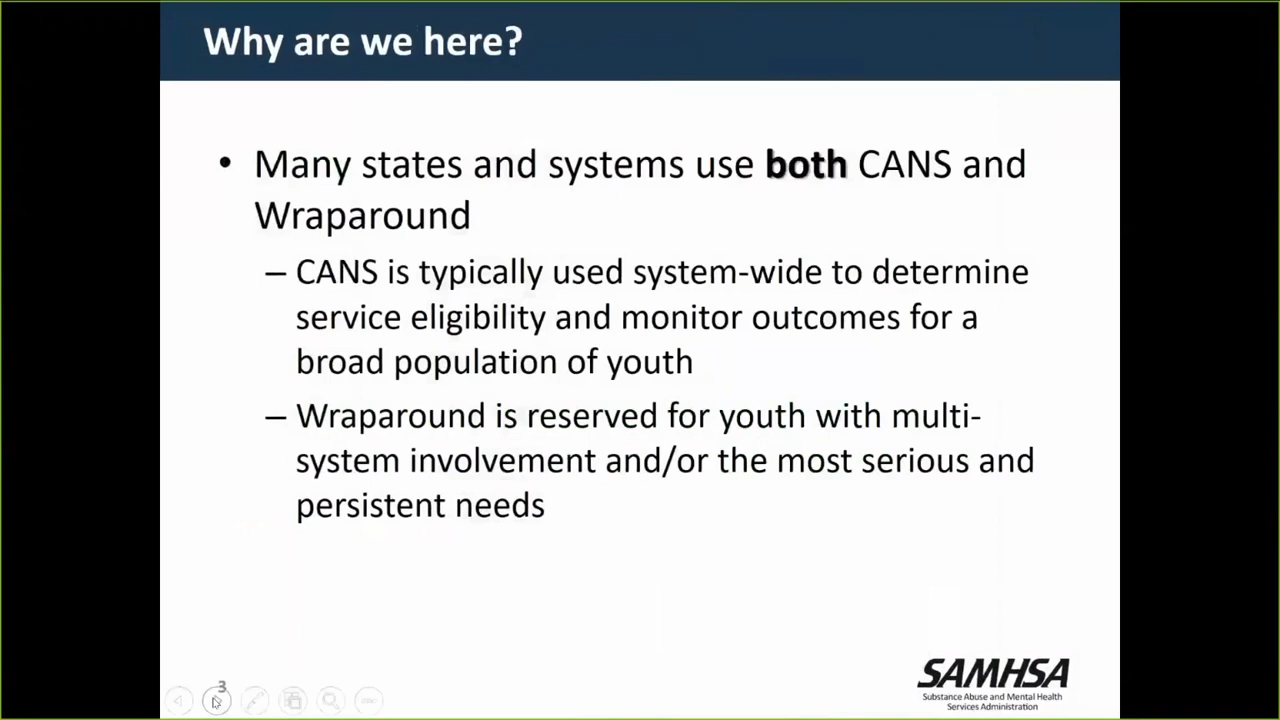 Why are we here?
• Many states and systems use both CANS and
Wraparound
– CANS is typically used system-wide to determine
service eligibility and monitor outcomes for a
broad population of youth
– Wraparound is reserved for youth with multi-
system involvement and/or the most serious and
persistent needs
3
SAMHSA
Substance Abuse and Mental Health
Services Administration